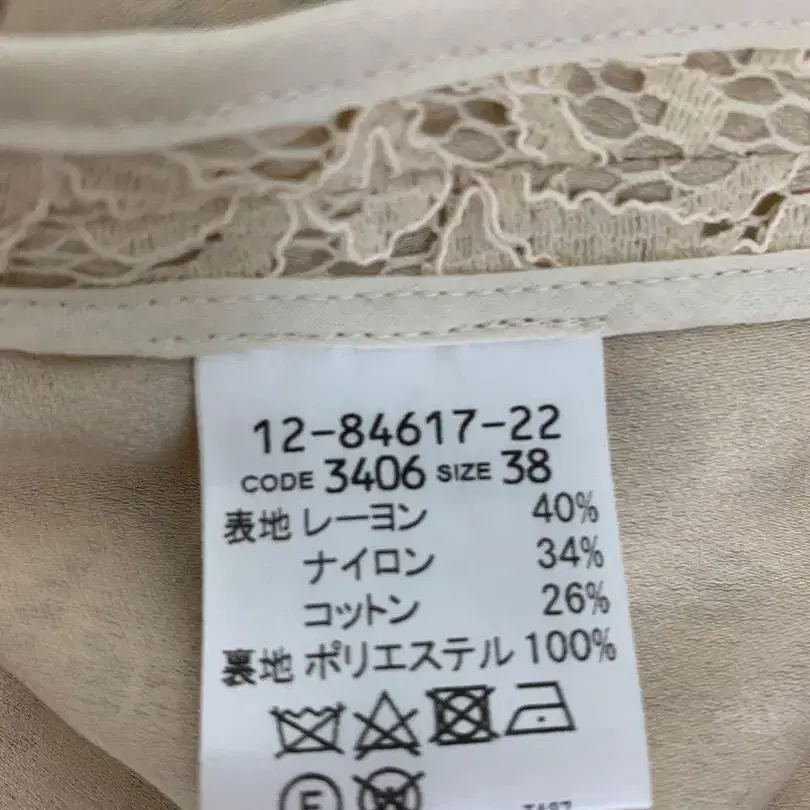 12-84617-22
CODE 3406 SIZE 38
表地 レーヨン 40%
ナイロン 34%
コットン 26%
裏地 ポリエステル 100%
F